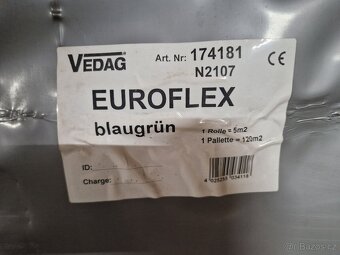 VEDAG
Art. Nr: 174181
N2107
CE
EUROFLEX
blaugrün
1 Rolle = 5m2
1 Pallette = 120m2
ID:
Charge: